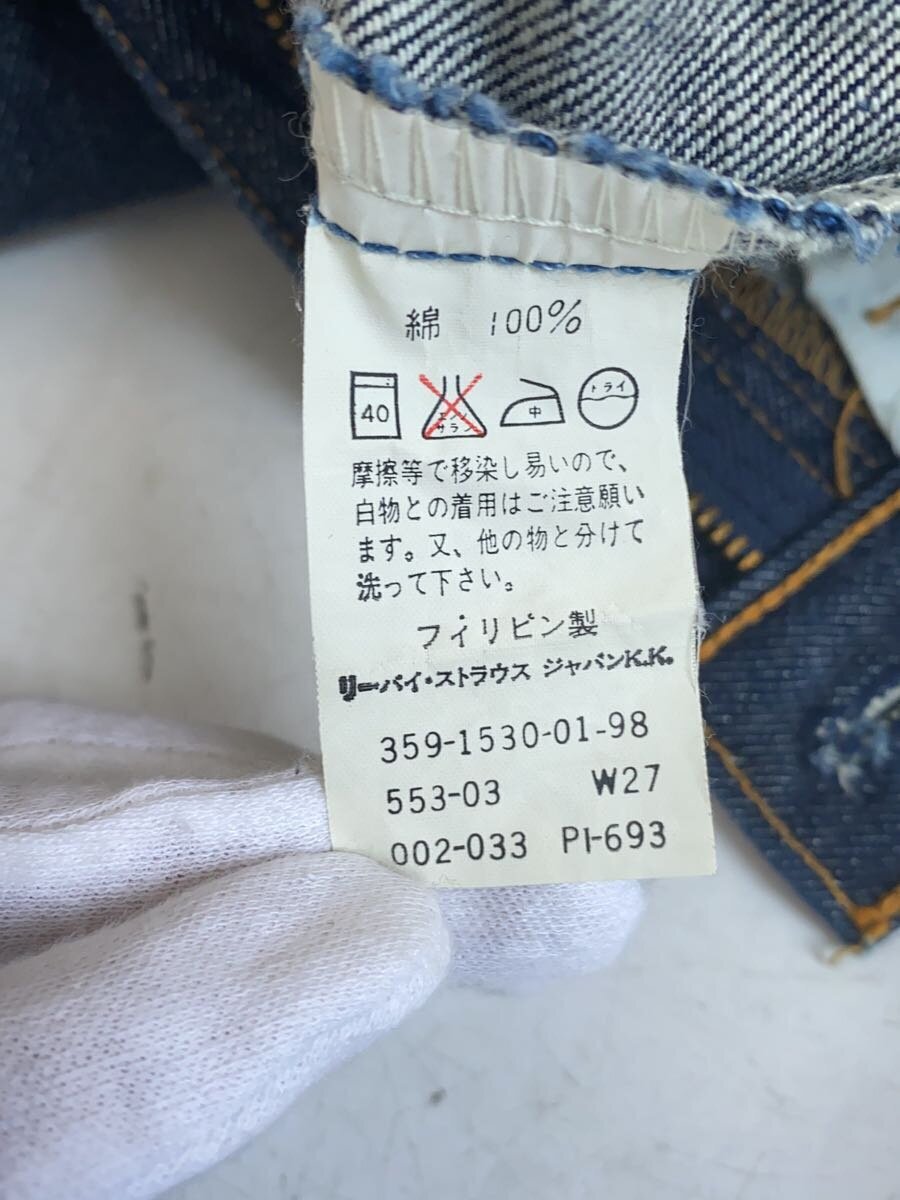 綿 100%
40 エンソ サラシ 中 ドライ
摩擦等で移染し易いので、
白物との着用はご注意願い
ます。又、他の物と分けて
洗って下さい。
フィリピン製
リーバイ・ストラウス ジャパンK.K.
359-1530-01-98
553-03 W27
002-033 PI-693